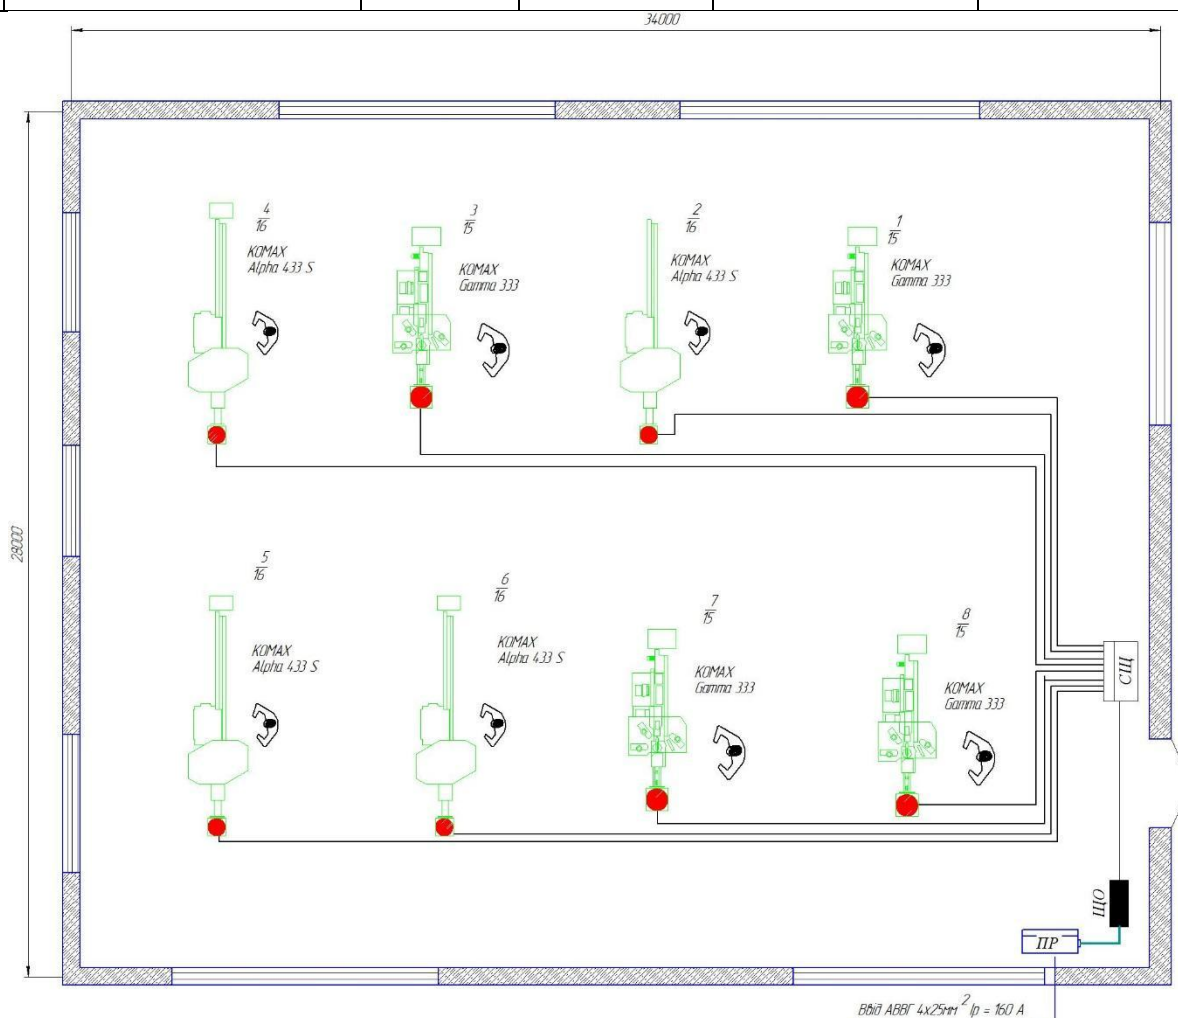 34000
28000
4
16
KOMAX
Alpha 433 S
3
15
KOMAX
Gamma 333
2
16
KOMAX
Alpha 433 S
1
15
KOMAX
Gamma 333
5
16
KOMAX
Alpha 433 S
6
16
KOMAX
Alpha 433 S
7
15
KOMAX
Gamma 333
8
15
KOMAX
Gamma 333
СЩ
ЩО
ПР
Ввід АВВГ 4х25мм² Iр = 160 А